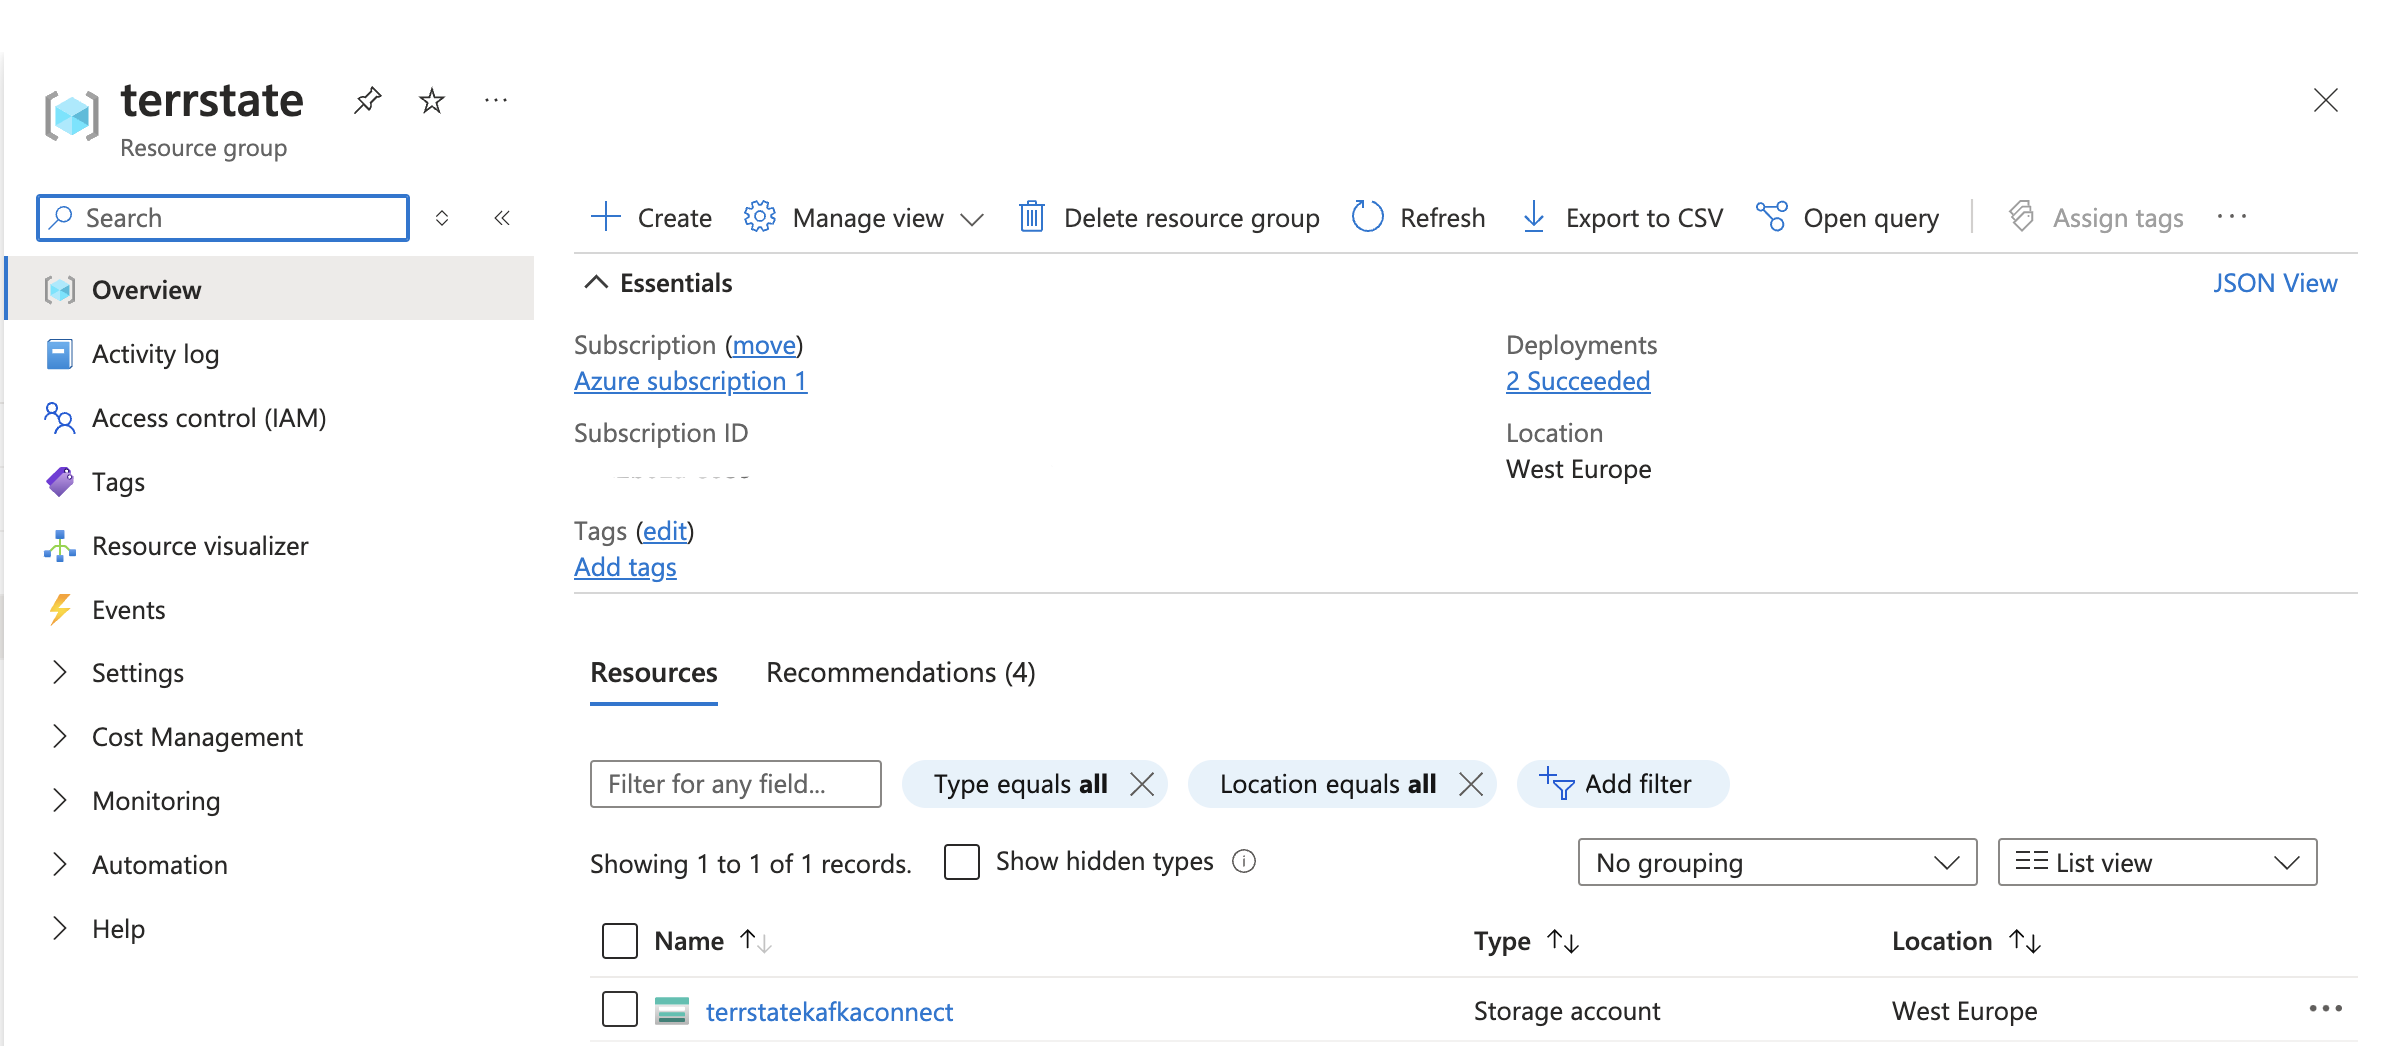 terrstate
Resource group
Search
Create Manage view Delete resource group Refresh Export to CSV Open query Assign tags
Overview
Activity log
Access control (IAM)
Tags
Resource visualizer
Events
Settings
Cost Management
Monitoring
Automation
Help
Essentials
JSON View
Subscription (move)
Azure subscription 1
Subscription ID
Deployments
2 Succeeded
Location
West Europe
Tags (edit)
Add tags
Resources Recommendations (4)
Filter for any field... Type equals all Location equals all Add filter
Showing 1 to 1 of 1 records. Show hidden types No grouping List view
Name Type Location
terrstatekafkaconnect Storage account West Europe